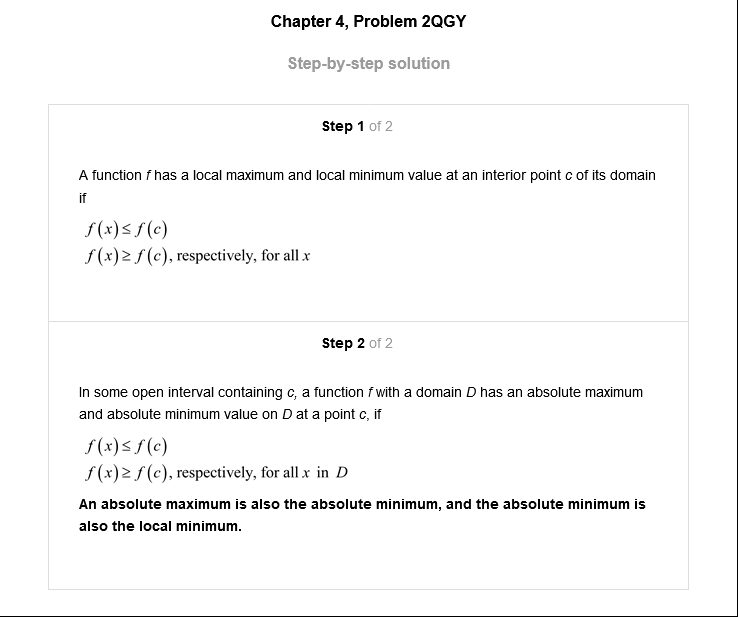 Chapter 4, Problem 2QGY
Step-by-step solution
Step 1 of 2
A function f has a local maximum and local minimum value at an interior point c of its domain
if
f(x) ≤ f(c)
f(x) ≥ f(c), respectively, for all x
Step 2 of 2
In some open interval containing c, a function f with a domain D has an absolute maximum
and absolute minimum value on D at a point c, if
f(x) ≤ f(c)
f(x) ≥ f(c), respectively, for all x in D
An absolute maximum is also the absolute minimum, and the absolute minimum is
also the local minimum.